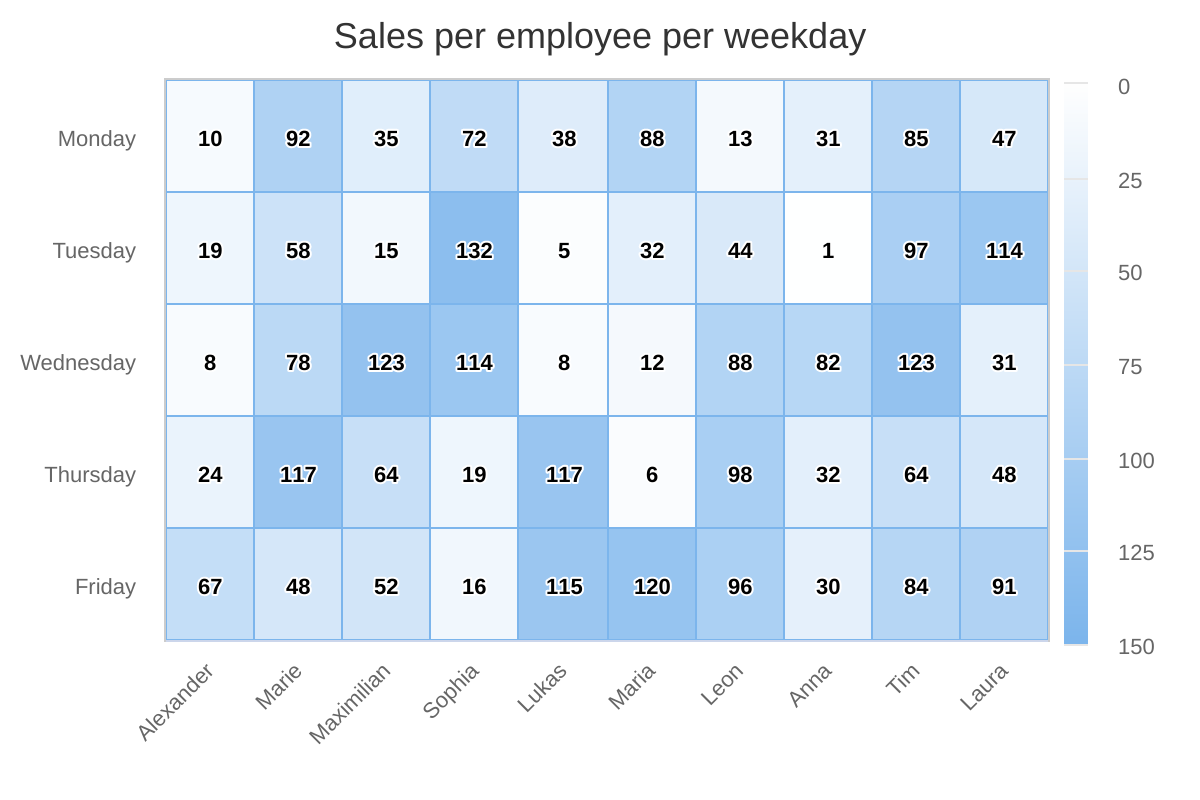 Sales per employee per weekday
Monday 10 92 35 72 38 88 13 31 85 47
Tuesday 19 58 15 132 5 32 44 1 97 114
Wednesday 8 78 123 114 8 12 88 82 123 31
Thursday 24 117 64 19 117 6 98 32 64 48
Friday 67 48 52 16 115 120 96 30 84 91
Alexander Marie Maximilian Sophia Lukas Maria Leon Anna Tim Laura
0
25
50
75
100
125
150